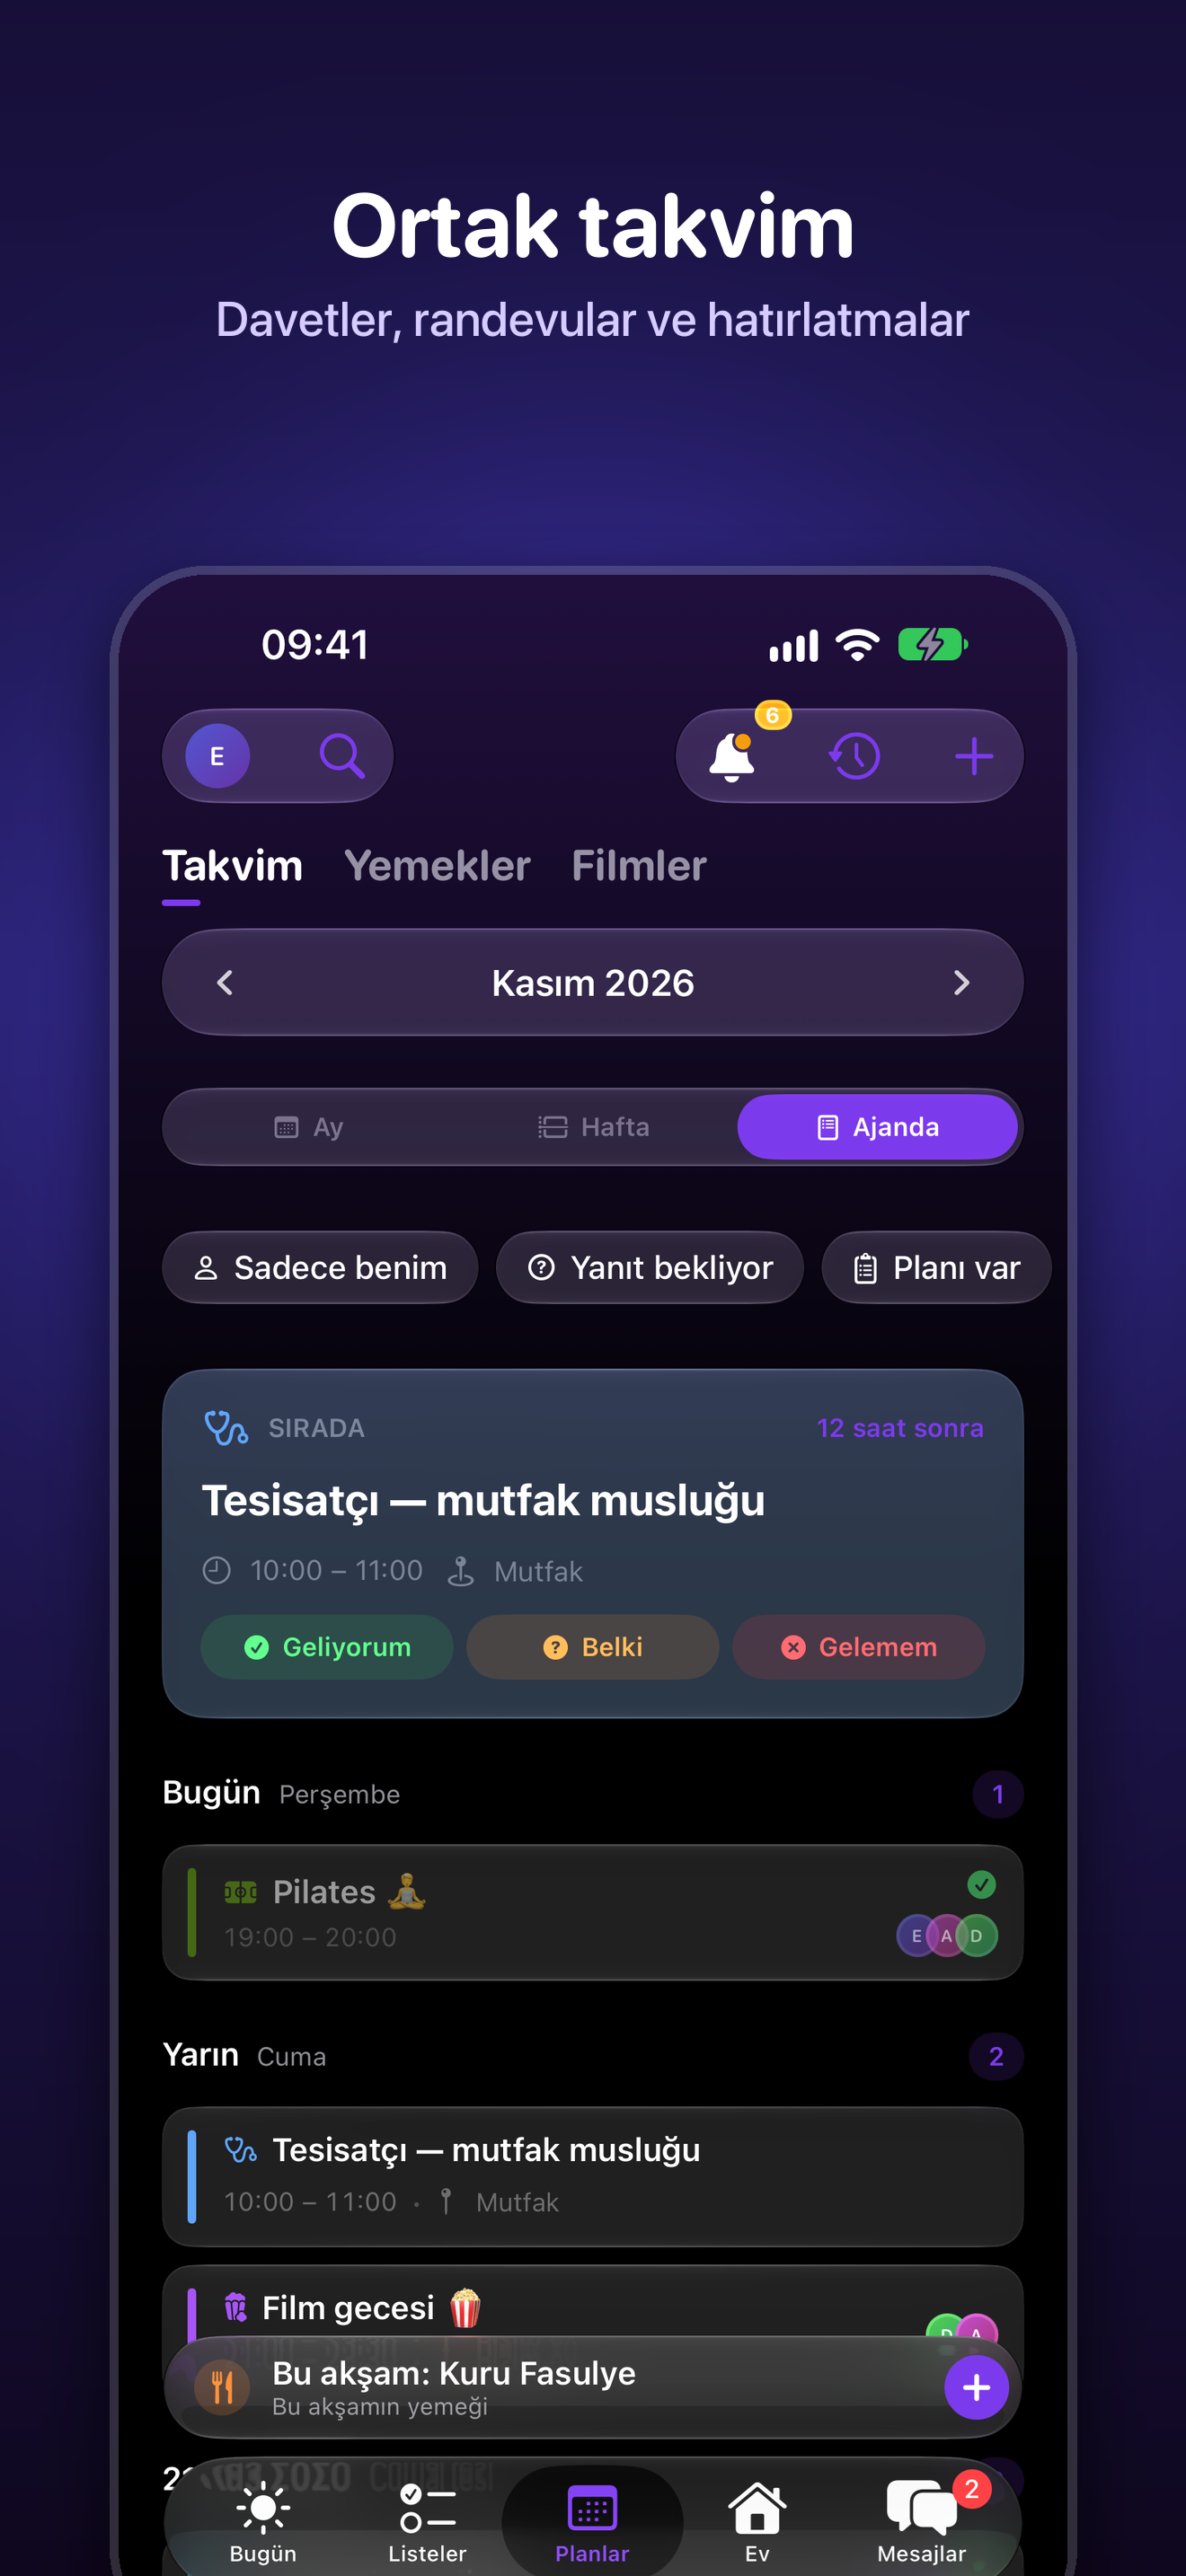 Ortak takvim
Davetler, randevular ve hatırlatmalar
09:41
E
6
Takvim Yemekler Filmler
Kasım 2026
Ay Hafta Ajanda
Sadece benim Yanıt bekliyor Planı var
SIRADA 12 saat sonra
Tesisatçı — mutfak musluğu
10:00 – 11:00 Mutfak
Geliyorum Belki Gelemem
Bugün Perşembe 1
Pilates 🧘
19:00 – 20:00 E A D
Yarın Cuma 2
Tesisatçı — mutfak musluğu
10:00 – 11:00 · Mutfak
Film gecesi 🍿
D A
Bu akşam: Kuru Fasulye
Bu akşamın yemeği
2
Bugün Listeler Planlar Ev Mesajlar